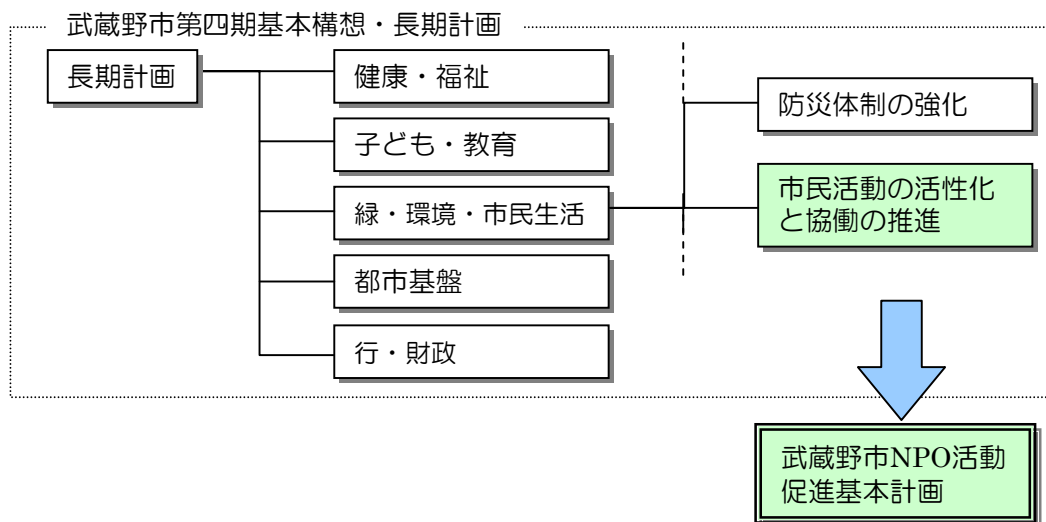 武蔵野市第四期基本構想・長期計画
長期計画
健康・福祉
子ども・教育
緑・環境・市民生活
都市基盤
行・財政
防災体制の強化
市民活動の活性化
と協働の推進
武蔵野市NPO活動
促進基本計画